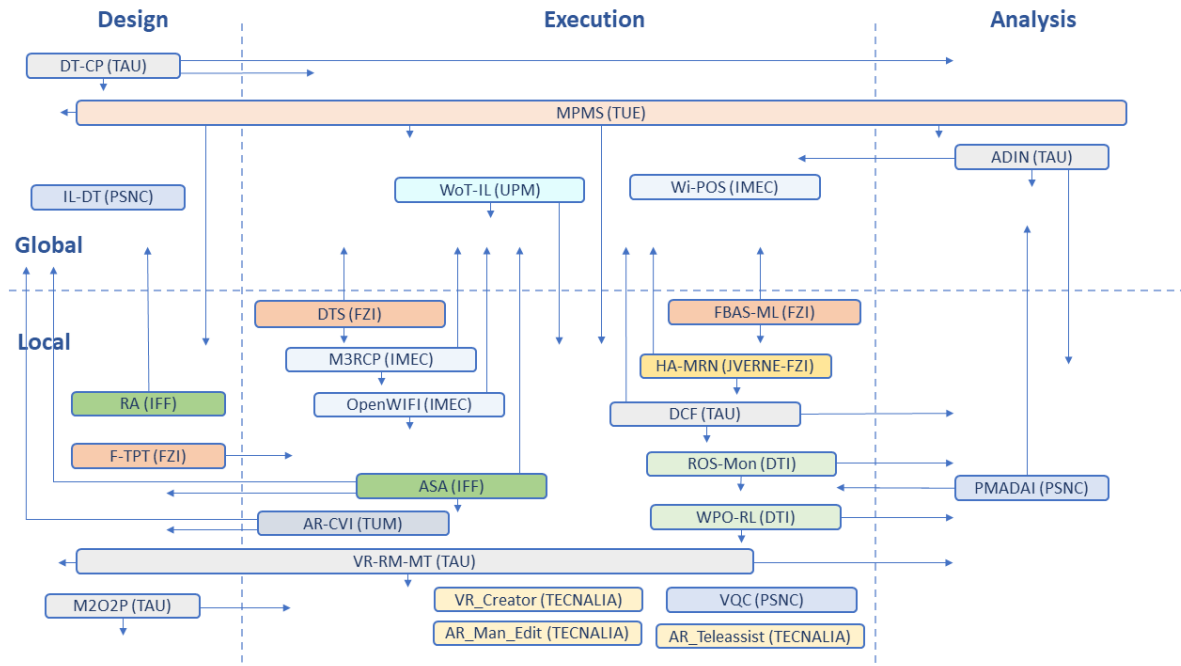 Design
Execution
Analysis
DT-CP (TAU)
MPMS (TUE)
ADIN (TAU)
IL-DT (PSNC)
WoT-IL (UPM)
Wi-POS (IMEC)
Global
DTS (FZI)
FBAS-ML (FZI)
Local
M3RCP (IMEC)
HA-MRN (JVERNE-FZI)
RA (IFF)
OpenWIFI (IMEC)
DCF (TAU)
F-TPT (FZI)
ROS-Mon (DTI)
ASA (IFF)
PMADAI (PSNC)
AR-CVI (TUM)
WPO-RL (DTI)
VR-RM-MT (TAU)
M2O2P (TAU)
VR_Creator (TECNALIA)
VQC (PSNC)
AR_Man_Edit (TECNALIA)
AR_Teleassist (TECNALIA)